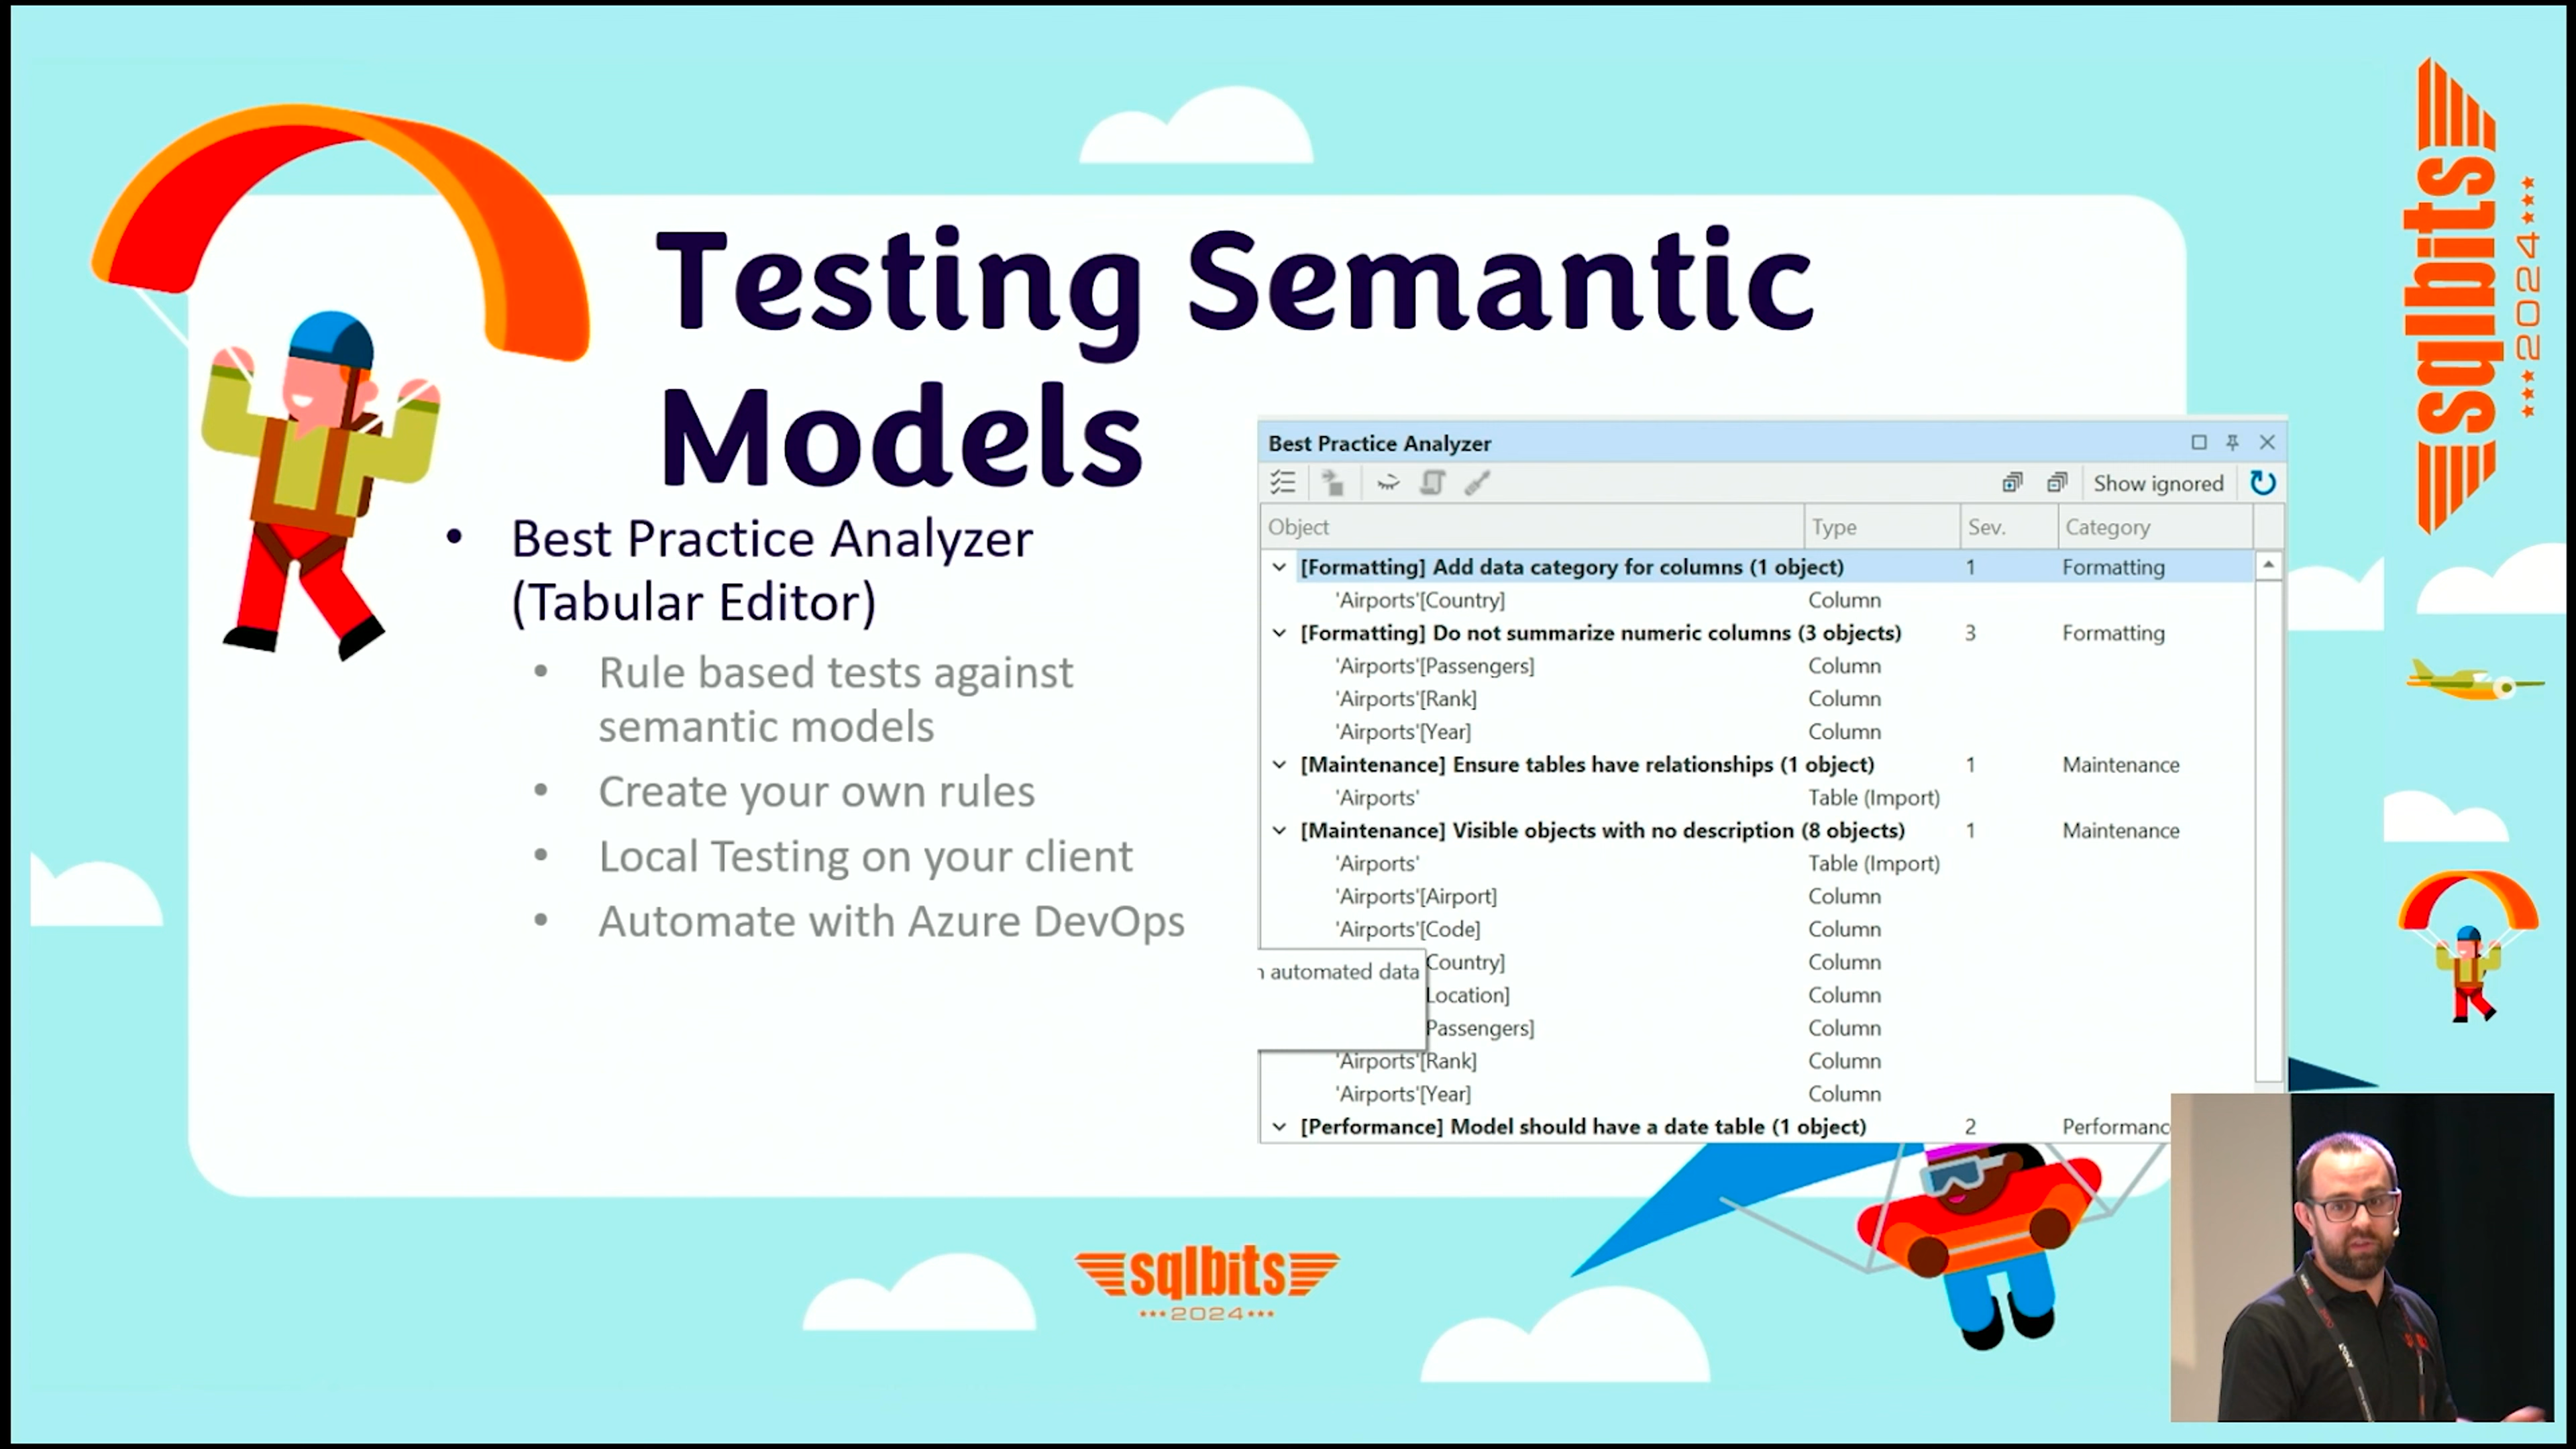 Testing Semantic
Models
• Best Practice Analyzer
(Tabular Editor)
• Rule based tests against
semantic models
• Create your own rules
• Local Testing on your client
• Automate with Azure DevOps
Best Practice Analyzer
Show ignored
Object Type Sev. Category
[Formatting] Add data category for columns (1 object) 1 Formatting
'Airports'[Country] Column
[Formatting] Do not summarize numeric columns (3 objects) 3 Formatting
'Airports'[Passengers] Column
'Airports'[Rank] Column
'Airports'[Year] Column
[Maintenance] Ensure tables have relationships (1 object) 1 Maintenance
'Airports' Table (Import)
[Maintenance] Visible objects with no description (8 objects) 1 Maintenance
'Airports' Table (Import)
'Airports'[Airport] Column
'Airports'[Code] Column
Country] Column
automated data
Location] Column
Passengers] Column
'Airports'[Rank] Column
'Airports'[Year] Column
[Performance] Model should have a date table (1 object) 2 Performanc
sqlbits
2024
sqlbits
2024